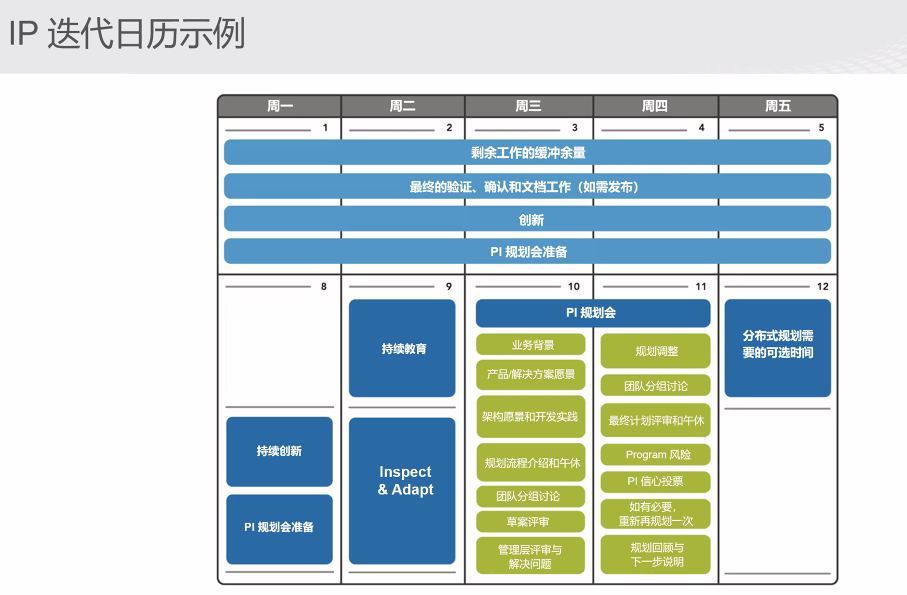 IP 迭代日历示例
周一
周二
周三
周四
周五
1
2
3
4
5
剩余工作的缓冲余量
最终的验证、确认和文档工作（如需发布）
创新
PI 规划会准备
8
9
10
11
12
持续创新
PI 规划会准备
持续教育
Inspect
& Adapt
PI 规划会
业务背景
产品/解决方案愿景
架构愿景和开发实践
规划流程介绍和午休
团队分组讨论
草案评审
管理层评审与
解决问题
规划调整
团队分组讨论
最终计划评审和午休
Program 风险
PI 信心投票
如有必要，
重新再规划一次
规划回顾与
下一步说明
分布式规划需
要的可选时间